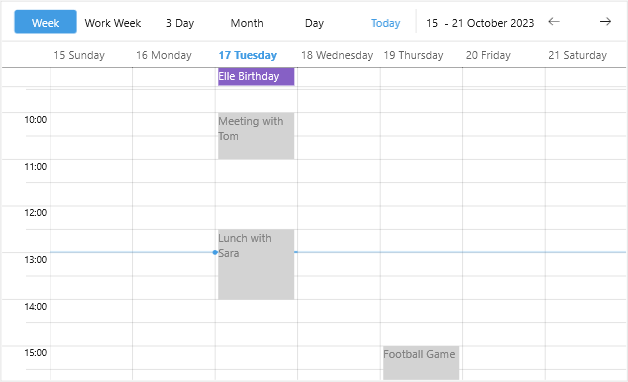 Week Work Week 3 Day Month Day Today 15 - 21 October 2023
15 Sunday 16 Monday 17 Tuesday 18 Wednesday 19 Thursday 20 Friday 21 Saturday
Elle Birthday
10:00
Meeting with
Tom
11:00
12:00
Lunch with
Sara
13:00
14:00
15:00
Football Game